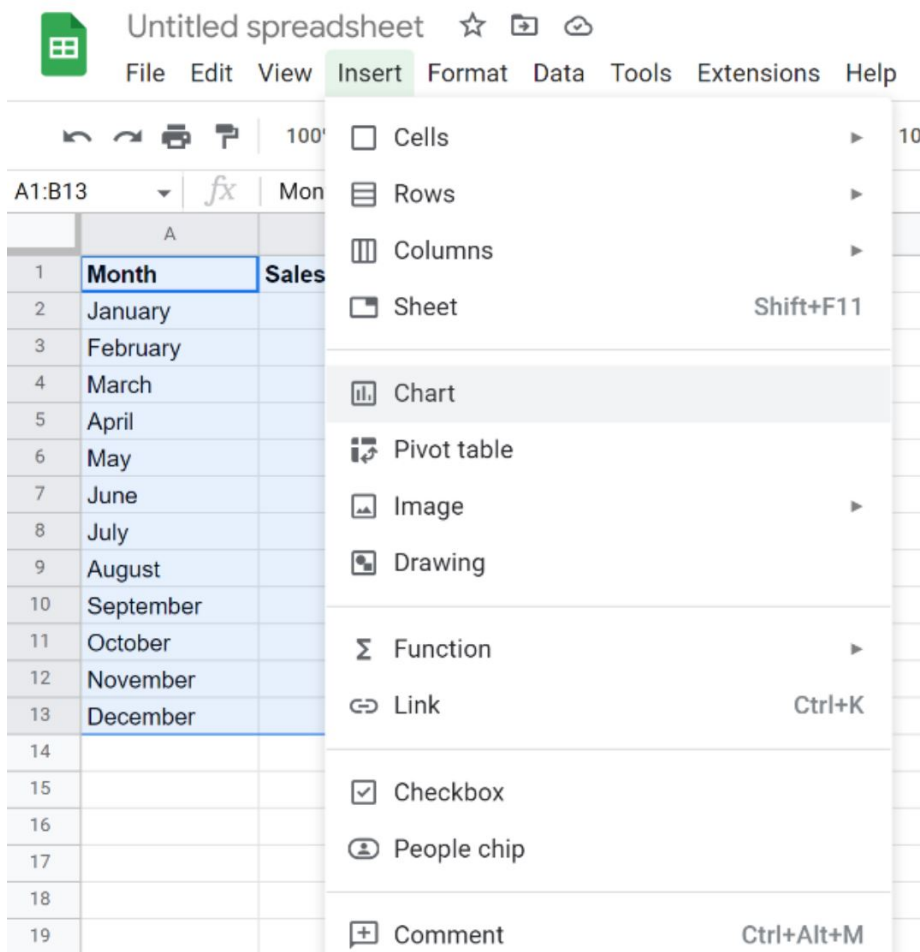 Untitled spreadsheet
File Edit View Insert Format Data Tools Extensions Help
100% 10
A1:B13 fx Mon
A
1 Month Sales
2 January
3 February
4 March
5 April
6 May
7 June
8 July
9 August
10 September
11 October
12 November
13 December
14
15
16
17
18
19
Cells
Rows
Columns
Sheet Shift+F11
Chart
Pivot table
Image
Drawing
Σ Function
Link Ctrl+K
Checkbox
People chip
Comment Ctrl+Alt+M